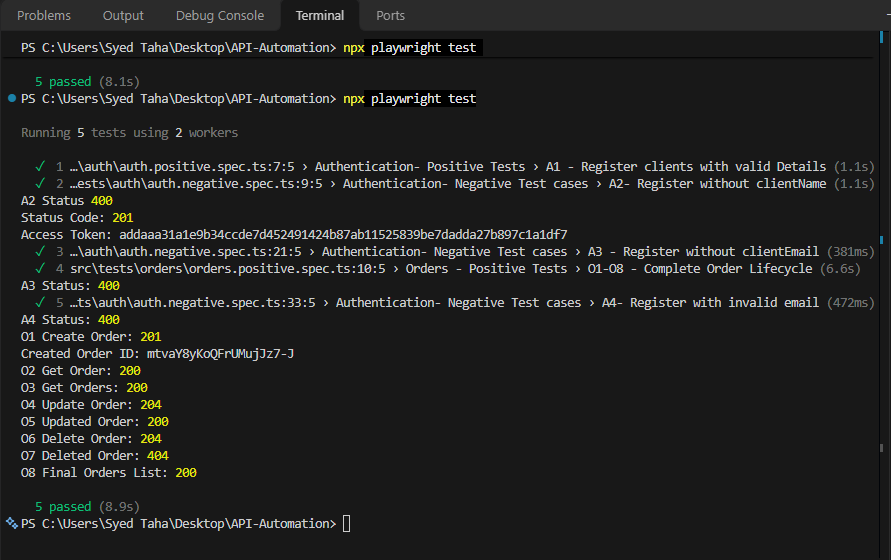 Problems Output Debug Console Terminal Ports
PS C:\Users\Syed Taha\Desktop\API-Automation> npx playwright test
5 passed (8.1s)
PS C:\Users\Syed Taha\Desktop\API-Automation> npx playwright test
Running 5 tests using 2 workers
✓ 1 …\auth\auth.positive.spec.ts:7:5 › Authentication- Positive Tests › A1 - Register clients with valid Details (1.1s)
✓ 2 …ests\auth\auth.negative.spec.ts:9:5 › Authentication- Negative Test cases › A2- Register without clientName (1.1s)
A2 Status 400
Status Code: 201
Access Token: addaaa31a1e9b34ccde7d452491424b87ab11525839be7dadda27b897c1a1df7
✓ 3 …\auth\auth.negative.spec.ts:21:5 › Authentication- Negative Test cases › A3 - Register without clientEmail (381ms)
✓ 4 src\tests\orders\orders.positive.spec.ts:10:5 › Orders - Positive Tests › O1-O8 - Complete Order Lifecycle (6.6s)
A3 Status: 400
✓ 5 …ts\auth\auth.negative.spec.ts:33:5 › Authentication- Negative Test cases › A4- Register with invalid email (472ms)
A4 Status: 400
O1 Create Order: 201
Created Order ID: mtvaY8yKoQFrUMujJz7-J
O2 Get Order: 200
O3 Get Orders: 200
O4 Update Order: 204
O5 Updated Order: 200
O6 Delete Order: 204
O7 Deleted Order: 404
O8 Final Orders List: 200
5 passed (8.9s)
PS C:\Users\Syed Taha\Desktop\API-Automation>